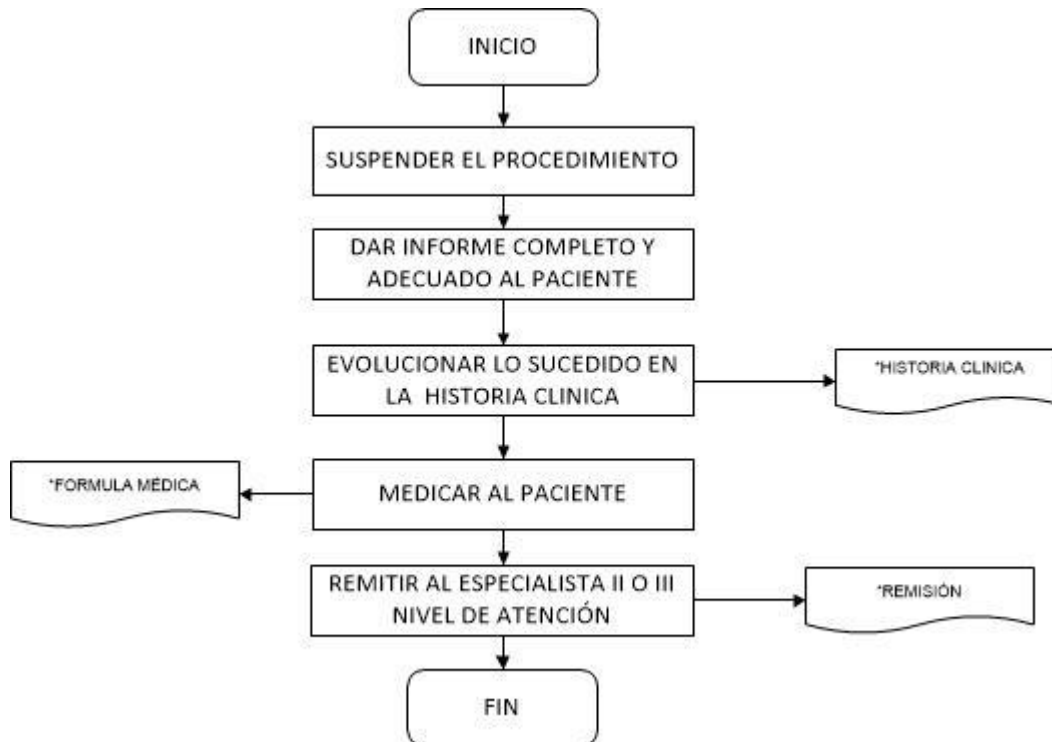 INICIO
SUSPENDER EL PROCEDIMIENTO
DAR INFORME COMPLETO Y
ADECUADO AL PACIENTE
EVOLUCIONAR LO SUCEDIDO EN
LA HISTORIA CLINICA
*HISTORIA CLINICA
*FORMULA MÉDICA
MEDICAR AL PACIENTE
REMITIR AL ESPECIALISTA II O III
NIVEL DE ATENCIÓN
*REMISIÓN
FIN